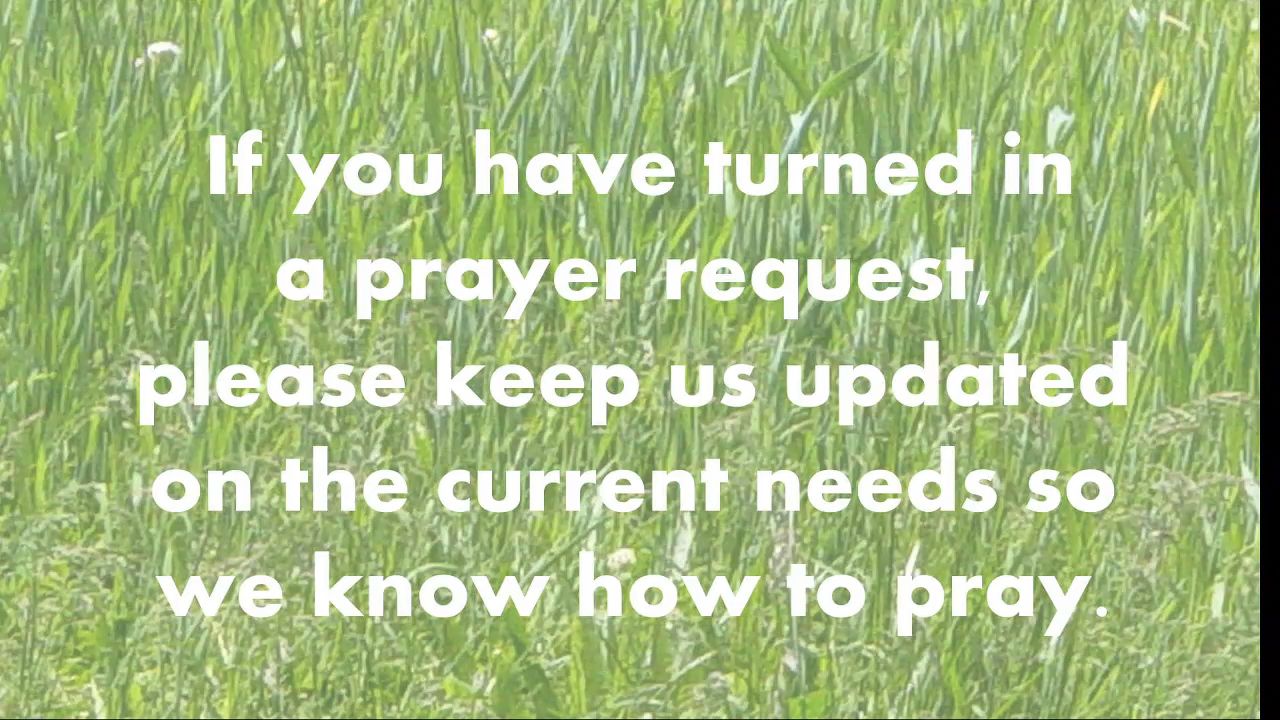 If you have turned in
a prayer request,
please keep us updated
on the current needs so
we know how to pray.